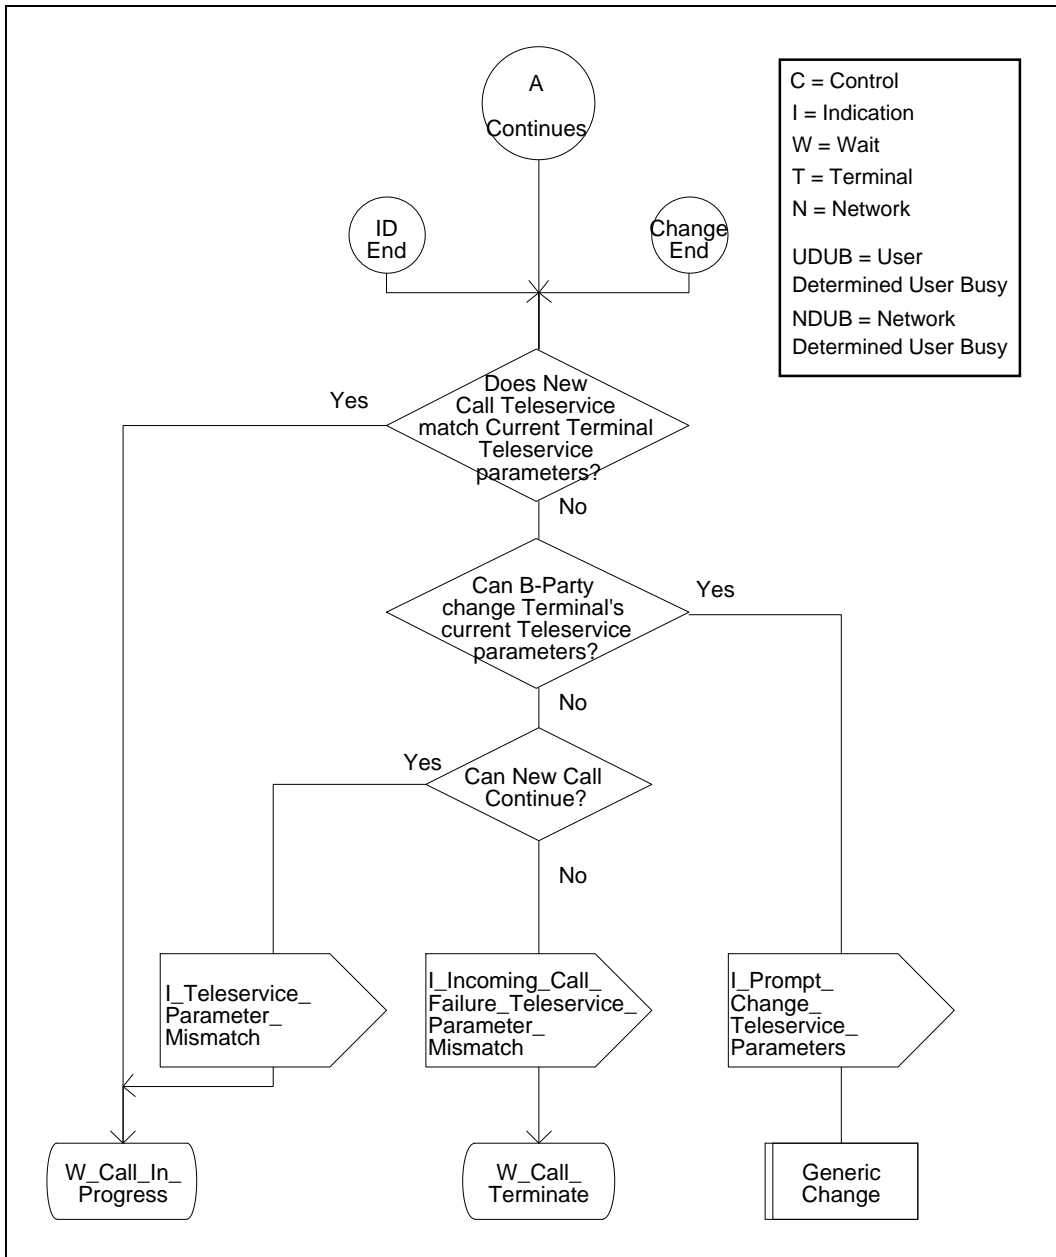 A
Continues
C = Control
I = Indication
W = Wait
T = Terminal
N = Network
UDUB = User
Determined User Busy
NDUB = Network
Determined User Busy
ID
End
Change
End
Does New
Call Teleservice
match Current Terminal
Teleservice
parameters?
Yes
No
Can B-Party
change Terminal's
current Teleservice
parameters?
Yes
No
Yes
Can New Call
Continue?
No
I_Teleservice_
Parameter_
Mismatch
I_Incoming_Call_
Failure_Teleservice_
Parameter_
Mismatch
I_Prompt_
Change_
Teleservice_
Parameters
W_Call_In_
Progress
W_Call_
Terminate
Generic
Change